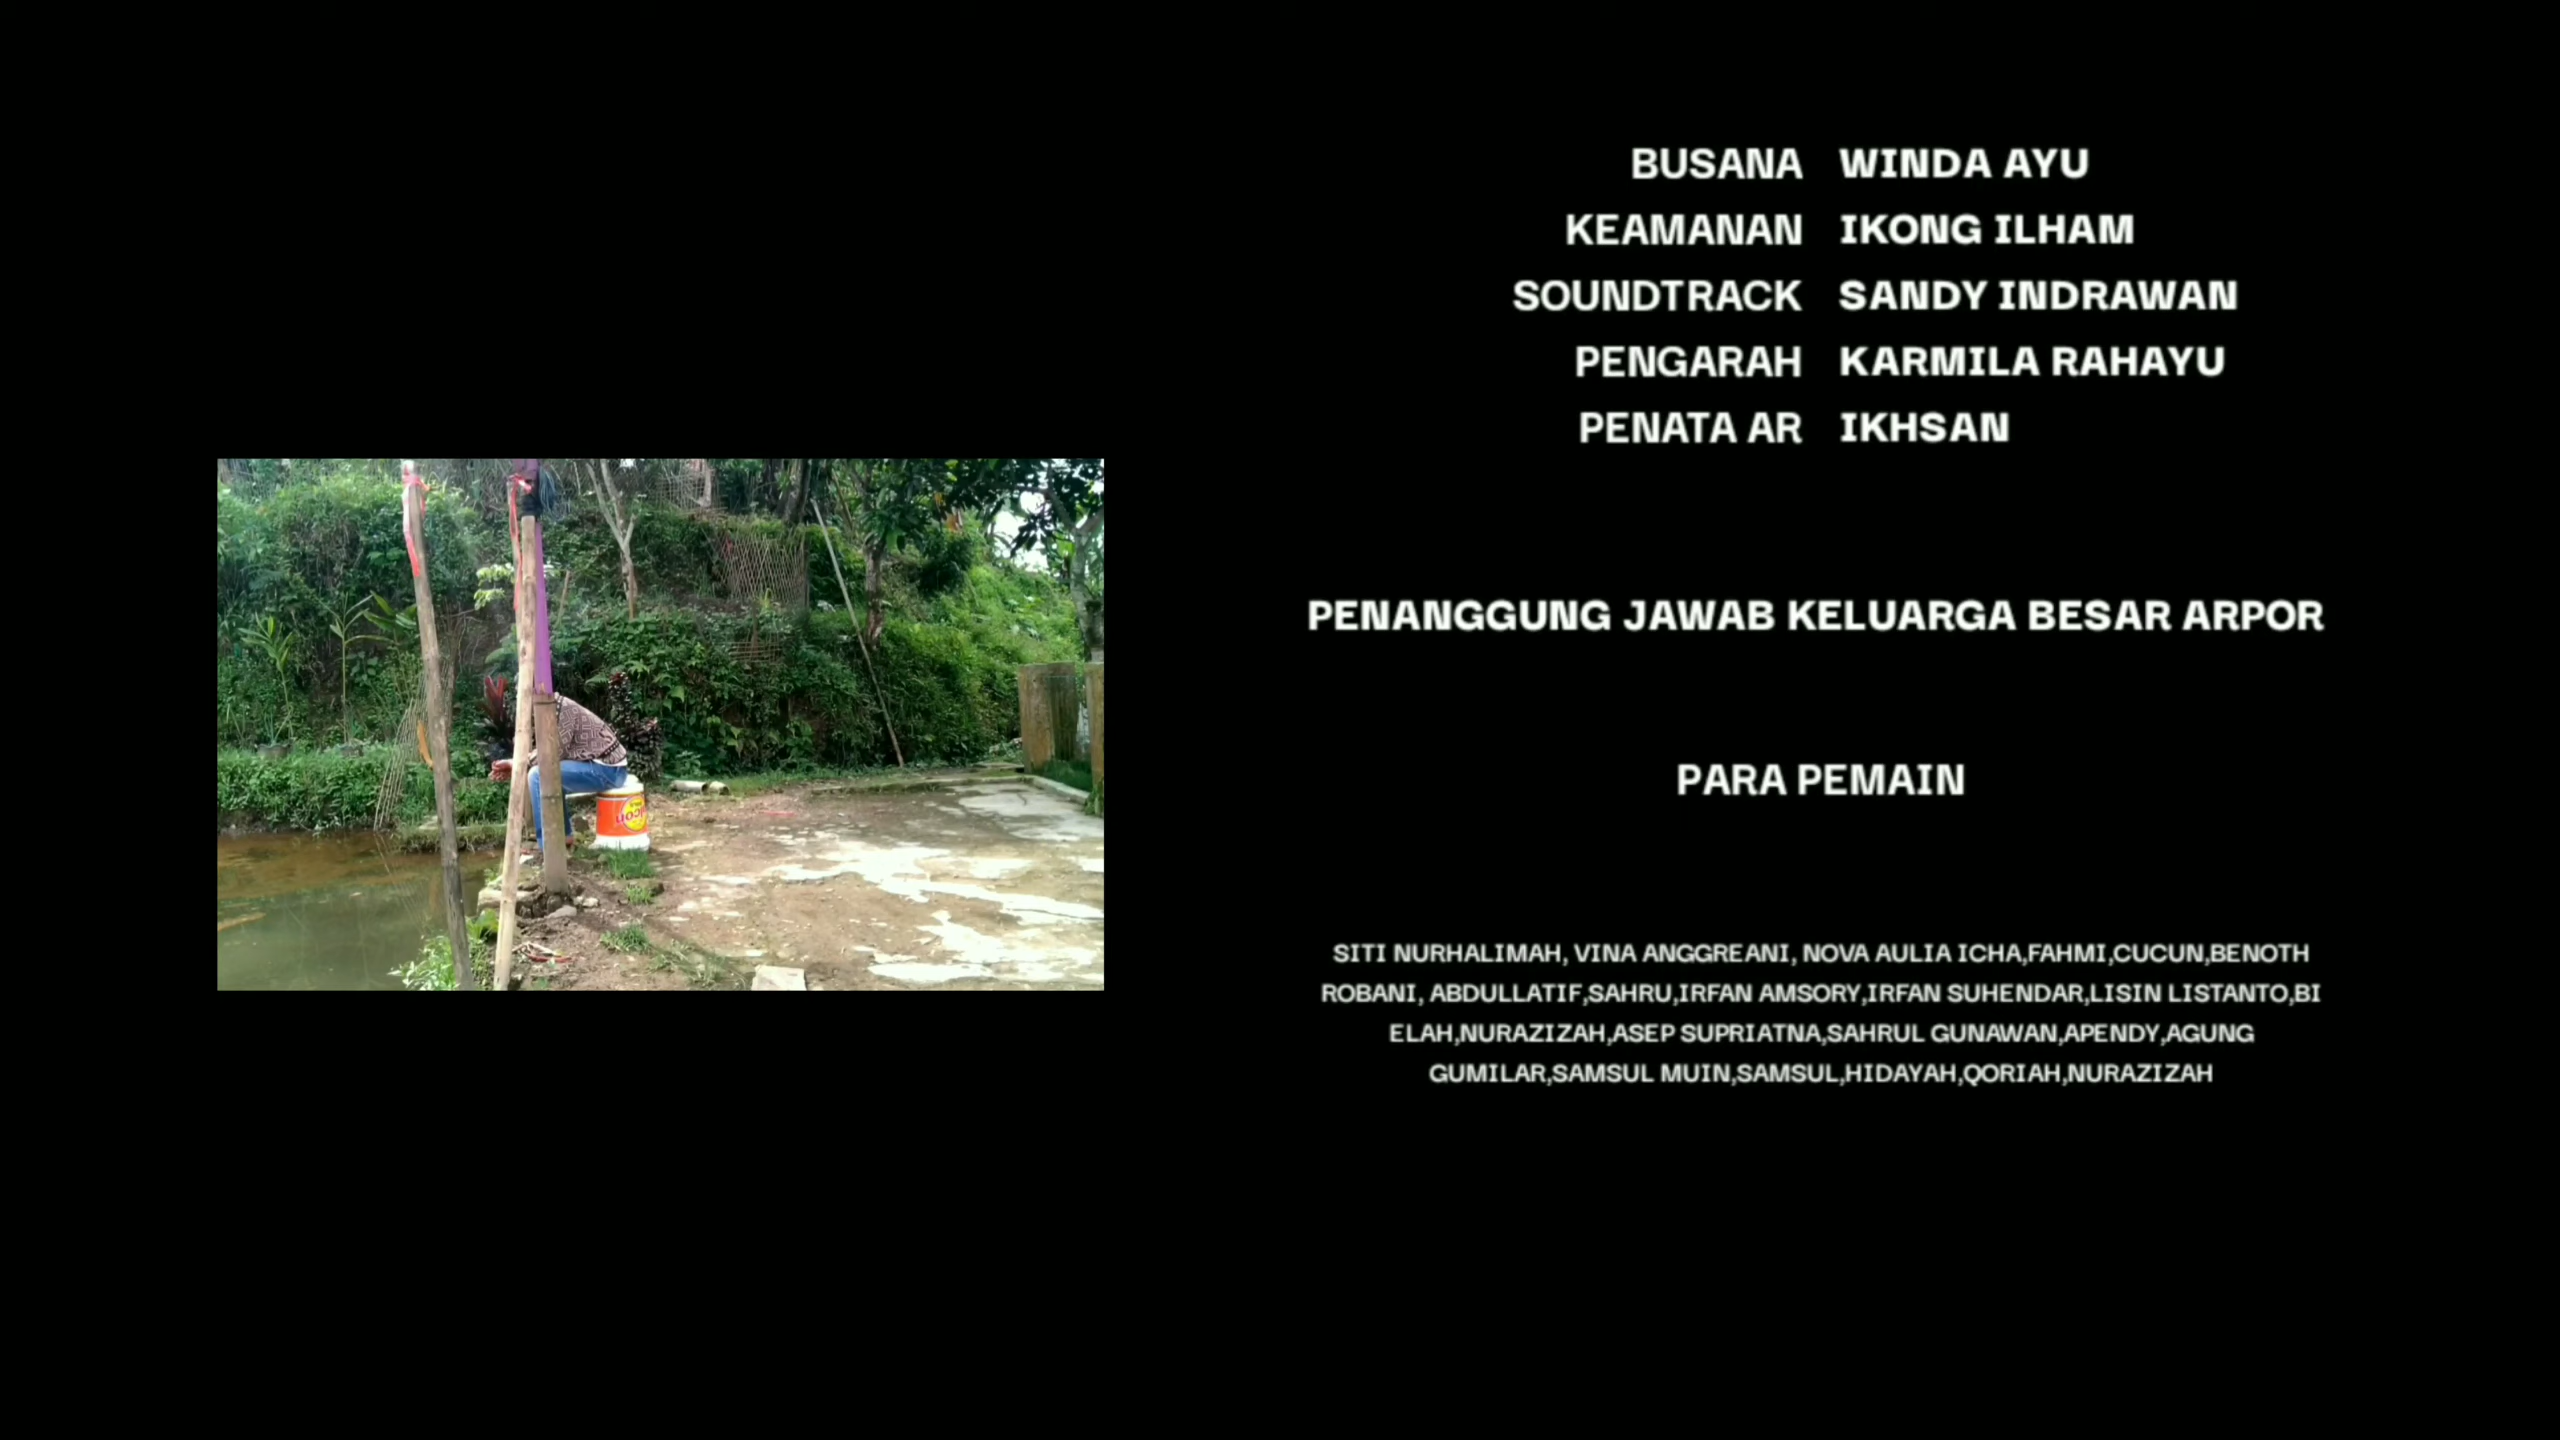 BUSANA WINDA AYU
KEAMANAN IKONG ILHAM
SOUNDTRACK SANDY INDRAWAN
PENGARAH KARMILA RAHAYU
PENATA AR IKHSAN
PENANGGUNG JAWAB KELUARGA BESAR ARPOR
PARA PEMAIN
SITI NURHALIMAH, VINA ANGGREANI, NOVA AULIA ICHA,FAHMI,CUCUN,BENOTH
ROBANI, ABDULLATIF,SAHRU,IRFAN AMSORY,IRFAN SUHENDAR,LISIN LISTANTO,BI
ELAH,NURAZIZAH,ASEP SUPRIATNA,SAHRUL GUNAWAN,APENDY,AGUNG
GUMILAR,SAMSUL MUIN,SAMSUL,HIDAYAH,QORIAH,NURAZIZAH